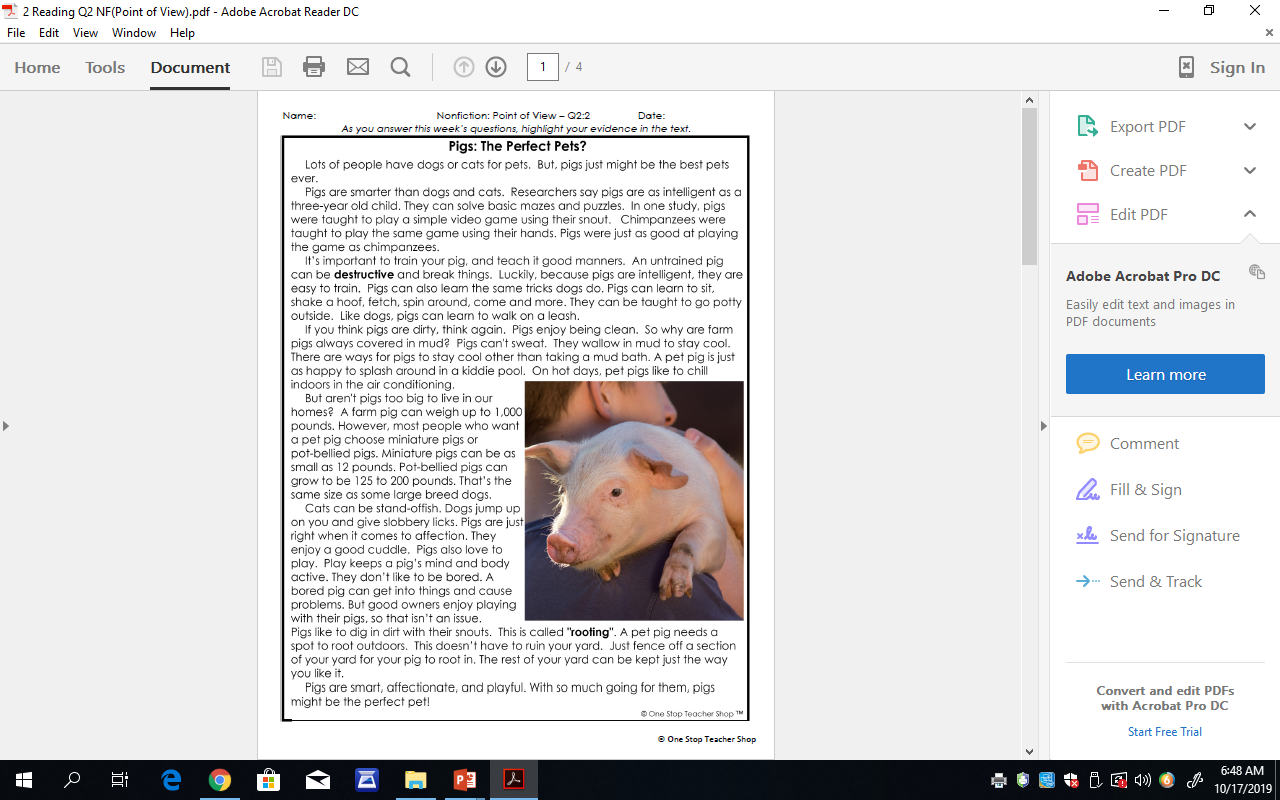 2 Reading Q2 NF(Point of View).pdf - Adobe Acrobat Reader DC
File Edit View Window Help
Home Tools Document 1 / 4 Sign In
Name: Nonfiction: Point of View – Q2:2 Date:
As you answer this week's questions, highlight your evidence in the text.
Pigs: The Perfect Pets?
Lots of people have dogs or cats for pets. But, pigs just might be the best pets
ever.
Pigs are smarter than dogs and cats. Researchers say pigs are as intelligent as a
three-year old child. They can solve basic mazes and puzzles. In one study, pigs
were taught to play a simple video game using their snout. Chimpanzees were
taught to play the same game using their hands. Pigs were just as good at playing
the game as chimpanzees.
It's important to train your pig, and teach it good manners. An untrained pig
can be destructive and break things. Luckily, because pigs are intelligent, they are
easy to train. Pigs can also learn the same tricks dogs do. Pigs can learn to sit,
shake a hoof, fetch, spin around, come and more. They can be taught to go potty
outside. Like dogs, pigs can learn to walk on a leash.
If you think pigs are dirty, think again. Pigs enjoy being clean. So why are farm
pigs always covered in mud? Pigs can't sweat. They wallow in mud to stay cool.
There are ways for pigs to stay cool other than taking a mud bath. A pet pig is just
as happy to splash around in a kiddie pool. On hot days, pet pigs like to chill
indoors in the air conditioning.
But aren't pigs too big to live in our
homes? A farm pig can weigh up to 1,000
pounds. However, most people who want
a pet pig choose miniature pigs or
pot-bellied pigs. Miniature pigs can be as
small as 12 pounds. Pot-bellied pigs can
grow to be 125 to 200 pounds. That's the
same size as some large breed dogs.
Cats can be stand-offish. Dogs jump up
on you and give slobbery licks. Pigs are just
right when it comes to affection. They
enjoy a good cuddle. Pigs also love to
play. Play keeps a pig's mind and body
active. They don't like to be bored. A
bored pig can get into things and cause
problems. But good owners enjoy playing
with their pigs, so that isn't an issue.
Pigs like to dig in dirt with their snouts. This is called "rooting". A pet pig needs a
spot to root outdoors. This doesn't have to ruin your yard. Just fence off a section
of your yard for your pig to root in. The rest of your yard can be kept just the way
you like it.
Pigs are smart, affectionate, and playful. With so much going for them, pigs
might be the perfect pet!
© One Stop Teacher Shop ™
© One Stop Teacher Shop
Export PDF
Create PDF
Edit PDF
Adobe Acrobat Pro DC
Easily edit text and images in
PDF documents
Learn more
Comment
Fill & Sign
Send for Signature
Send & Track
Convert and edit PDFs
with Acrobat Pro DC
Start Free Trial
6:48 AM
10/17/2019